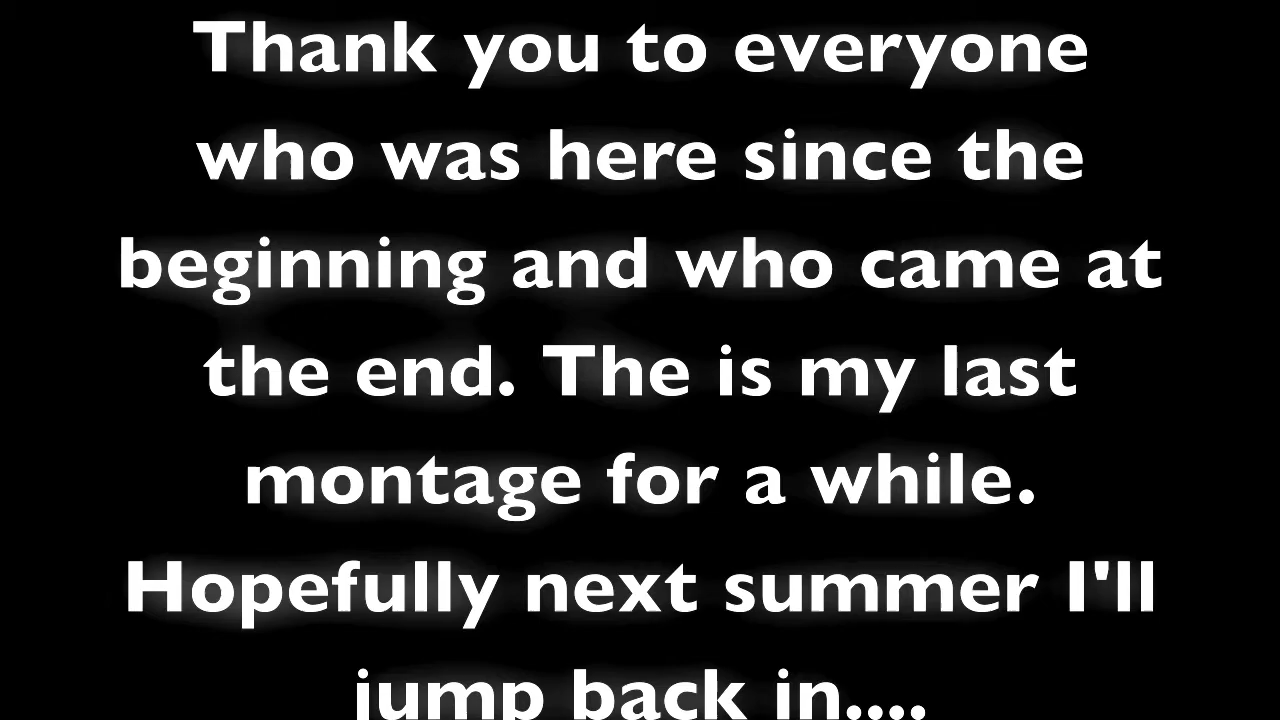 Thank you to everyone
who was here since the
beginning and who came at
the end. The is my last
montage for a while.
Hopefully next summer I'll
jump back in....